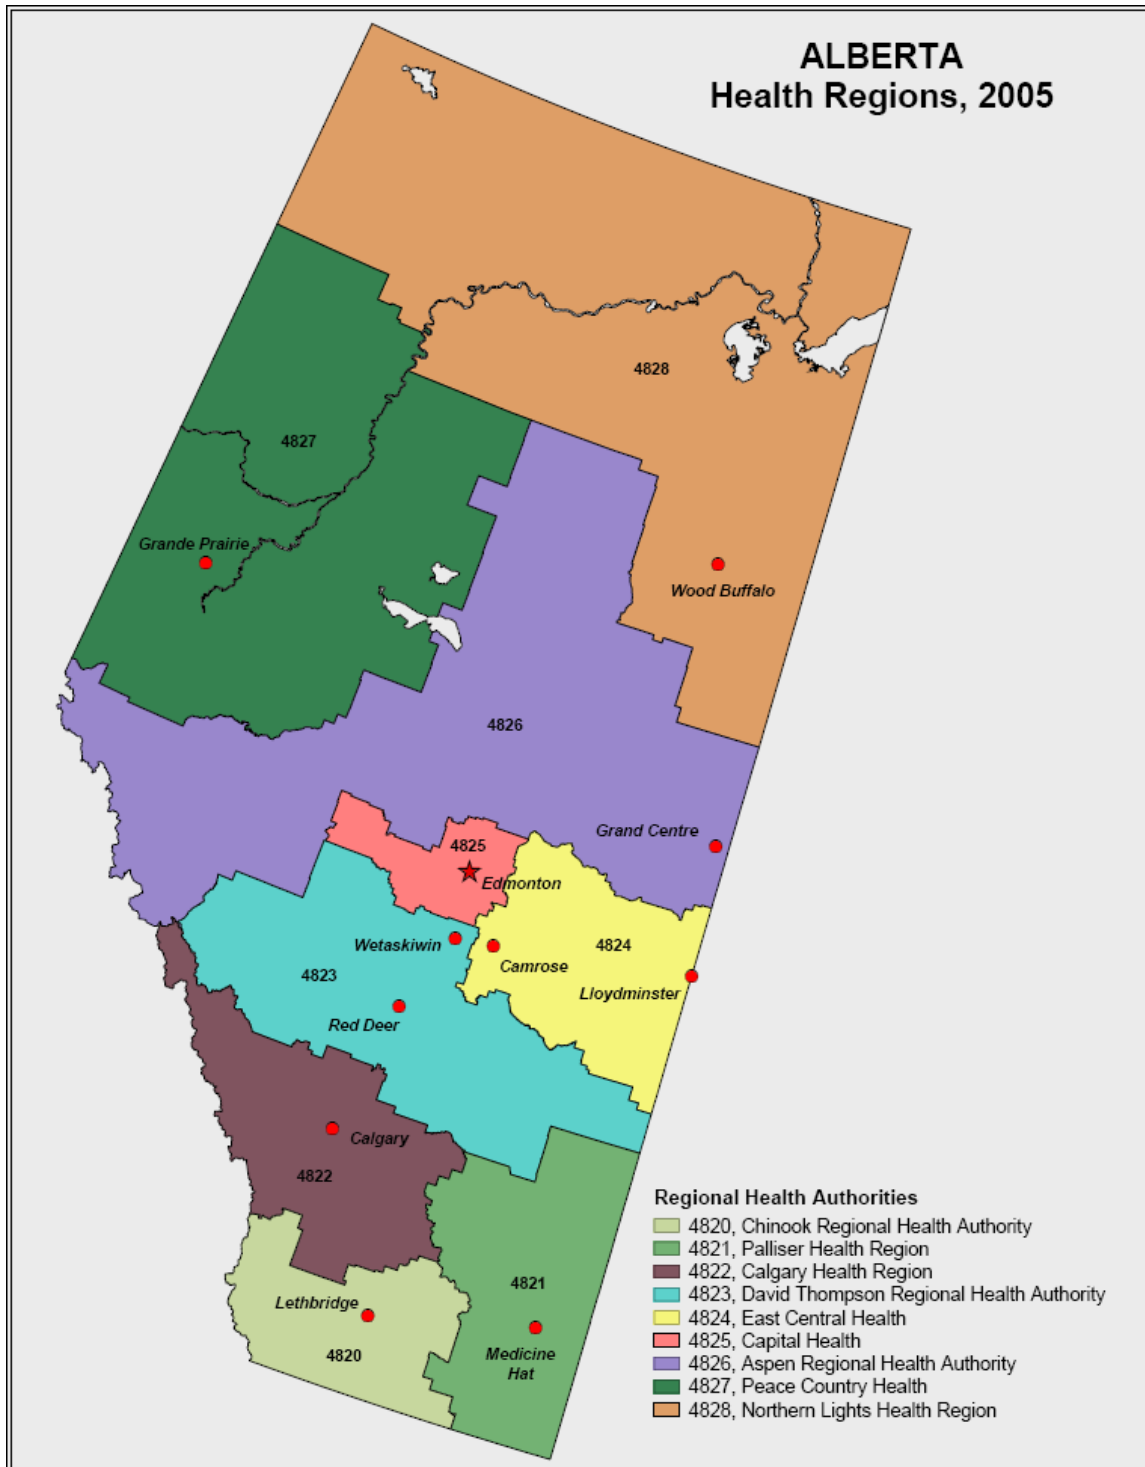 ALBERTA
Health Regions, 2005
4828
4827
Grande Prairie
Wood Buffalo
4826
Grand Centre
4825
Edmonton
Wetaskiwin
4824
Camrose
4823
Lloydminster
Red Deer
Calgary
4822
Regional Health Authorities
4820, Chinook Regional Health Authority
4821, Palliser Health Region
4822, Calgary Health Region
4823, David Thompson Regional Health Authority
4824, East Central Health
4825, Capital Health
4826, Aspen Regional Health Authority
4827, Peace Country Health
4828, Northern Lights Health Region
4821
Lethbridge
4820
Medicine
Hat